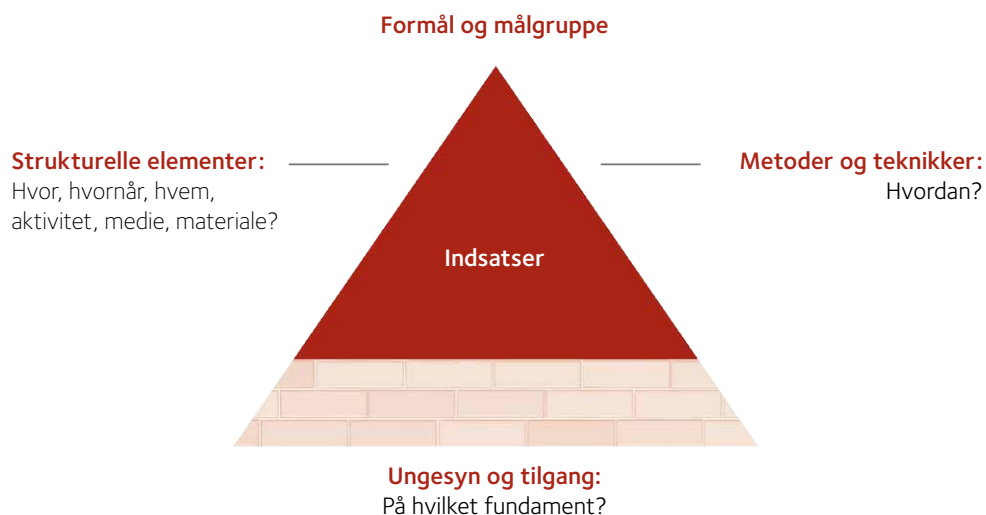 Formål og målgruppe
Strukturelle elementer:
Hvor, hvornår, hvem,
aktivitet, medie, materiale?
Metoder og teknikker:
Hvordan?
Indsatser
Ungesyn og tilgang:
På hvilket fundament?